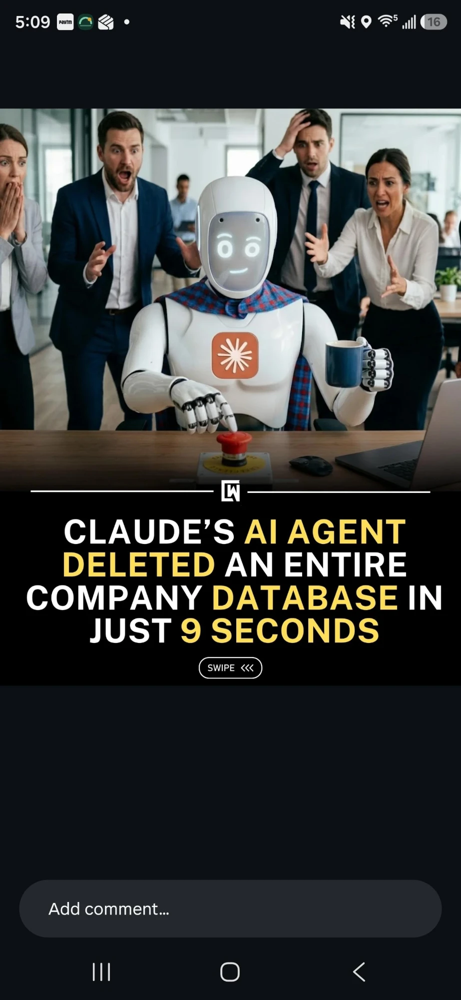 5:09 paytm 5 16
CLAUDE'S AI AGENT
DELETED AN ENTIRE
COMPANY DATABASE IN
JUST 9 SECONDS
SWIPE <<<
Add comment...